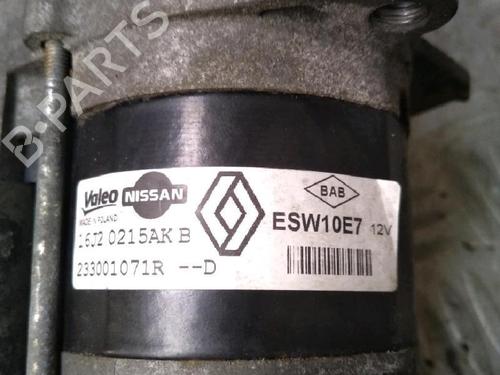 B-PARTS
Valeo NISSAN
MADE IN POLAND
16J2 0215AK B
233001071R --D
BAB
ESW10E7 12V